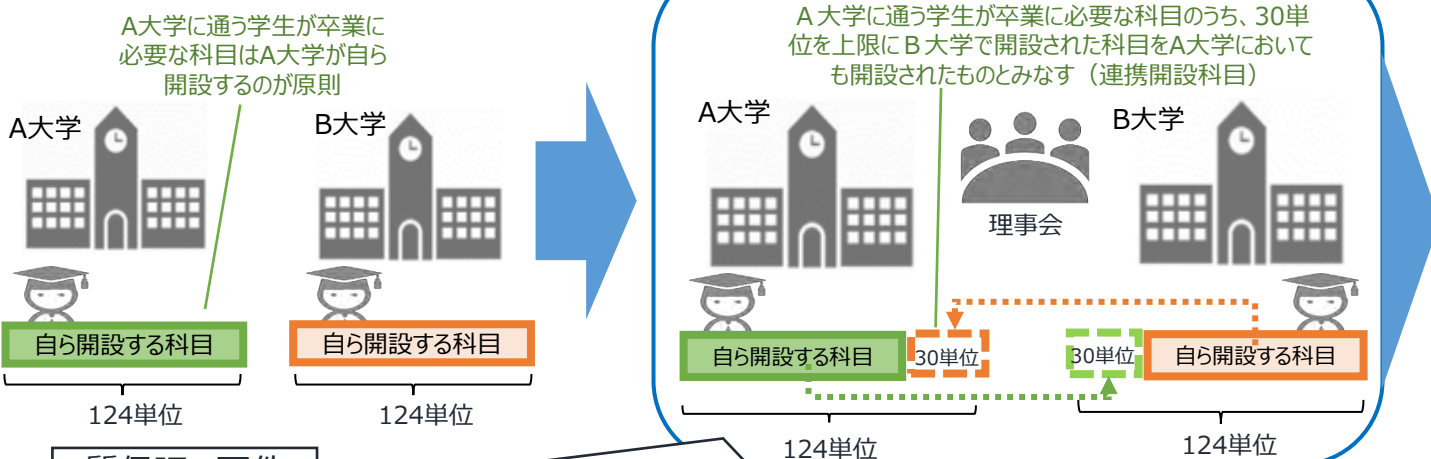 A大学に通う学生が卒業に
必要な科目はA大学が自ら
開設するのが原則
A大学
B大学
自ら開設する科目
自ら開設する科目
124単位
124単位
A大学に通う学生が卒業に必要な科目のうち、30単
位を上限にB大学で開設された科目をA大学において
も開設されたものとみなす（連携開設科目）
A大学
B大学
理事会
自ら開設する科目
30単位
30単位
自ら開設する科目
124単位
124単位